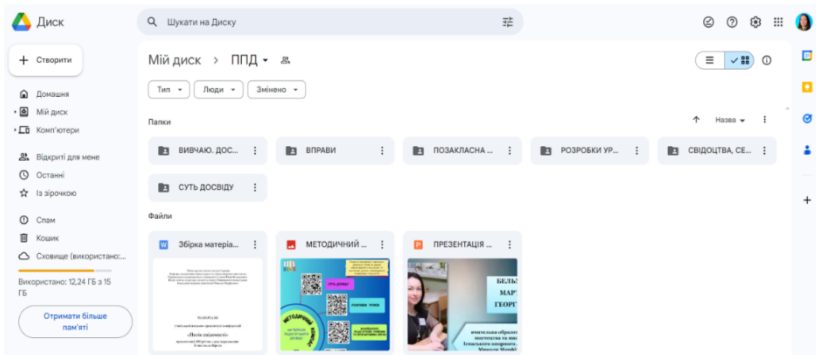 Диск
Шукати на Диску
Створити
Мій диск > ППД
Тип
Люди
Змінено
Домашня
Мій диск
Комп'ютери
Відкриті для мене
Останні
Із зірочкою
Спам
Кошик
Сховище (використано:...
Використано: 12,24 ГБ з 15
ГБ
Отримати більше
пам'яті
Папки
Назва
ВИВЧАЮ. ДОС...
ВПРАВИ
ПОЗАКЛАСНА ...
РОЗРОБКИ УР...
СВІДОЦТВА, СЕ...
СУТЬ ДОСВІДУ
Файли
Збірка матеріа...
МЕТОДИЧНИЙ ...
ПРЕЗЕНТАЦІЯ ...
МАР
ГЕОРГ